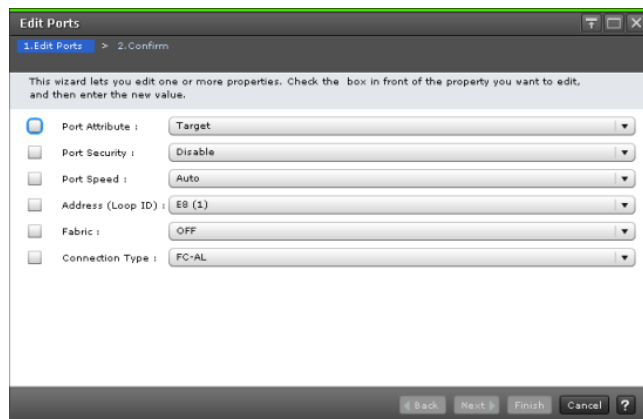 Edit Ports
1.Edit Ports > 2.Confirm
This wizard lets you edit one or more properties. Check the box in front of the property you want to edit,
and then enter the new value.
Port Attribute : Target
Port Security : Disable
Port Speed : Auto
Address (Loop ID) : E8 (1)
Fabric : OFF
Connection Type : FC-AL
Back Next Finish Cancel ?